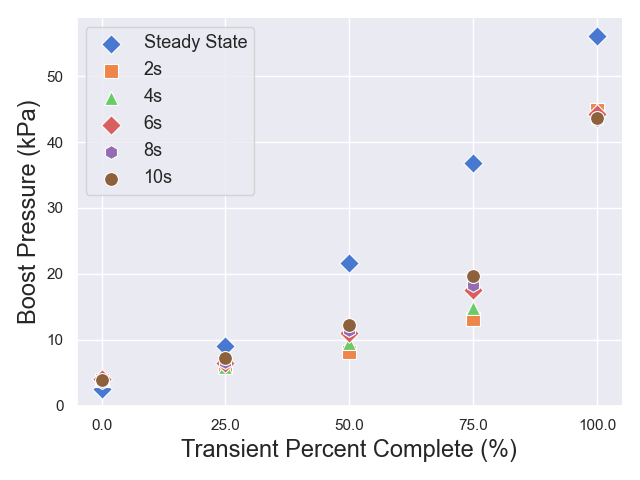 Steady State
2s
4s
6s
8s
10s
Boost Pressure (kPa)
50
40
30
20
10
0
0.0 25.0 50.0 75.0 100.0
Transient Percent Complete (%)